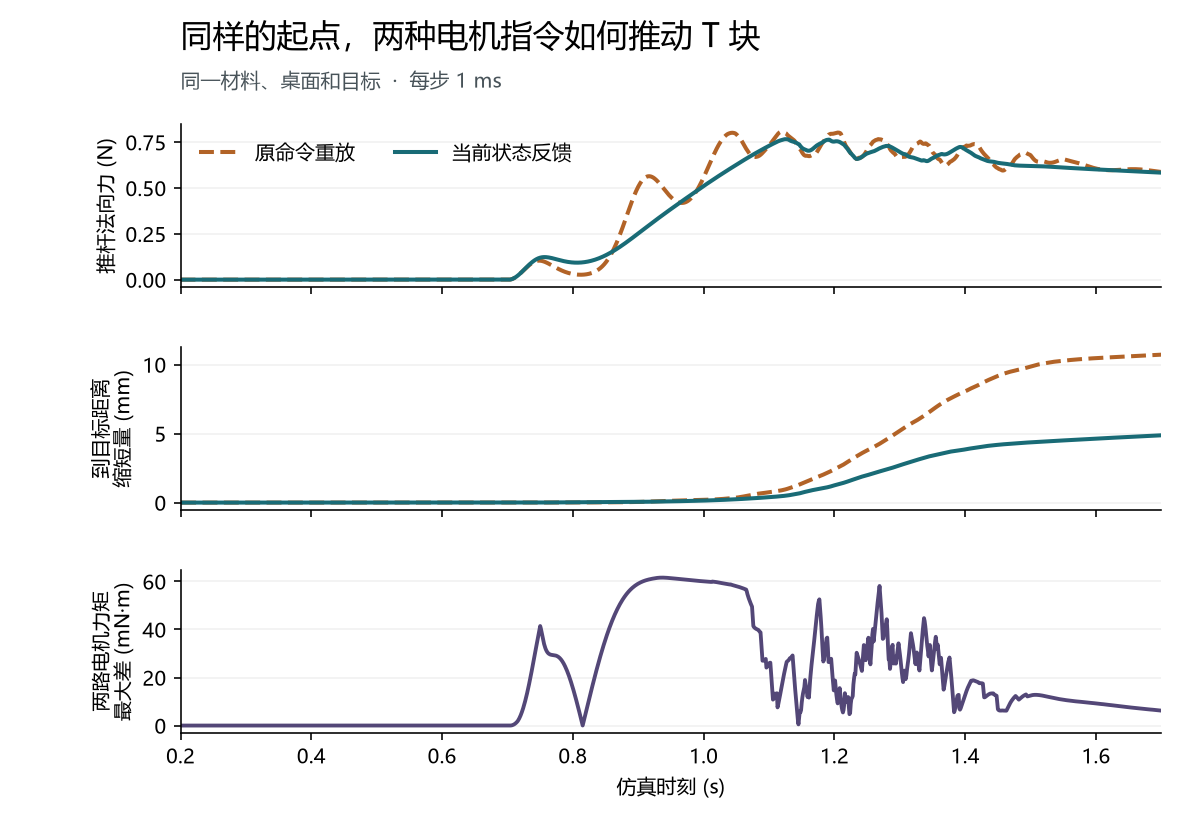 同样的起点，两种电机指令如何推动 T 块
同一材料、桌面和目标 · 每步 1 ms
推杆法向力 (N)
0.75
0.50
0.25
0.00
原命令重放
当前状态反馈
到目标距离
缩短量 (mm)
10
5
0
两路电机力矩
最大差 (mN·m)
60
40
20
0
0.2 0.4 0.6 0.8 1.0 1.2 1.4 1.6
仿真时刻 (s)